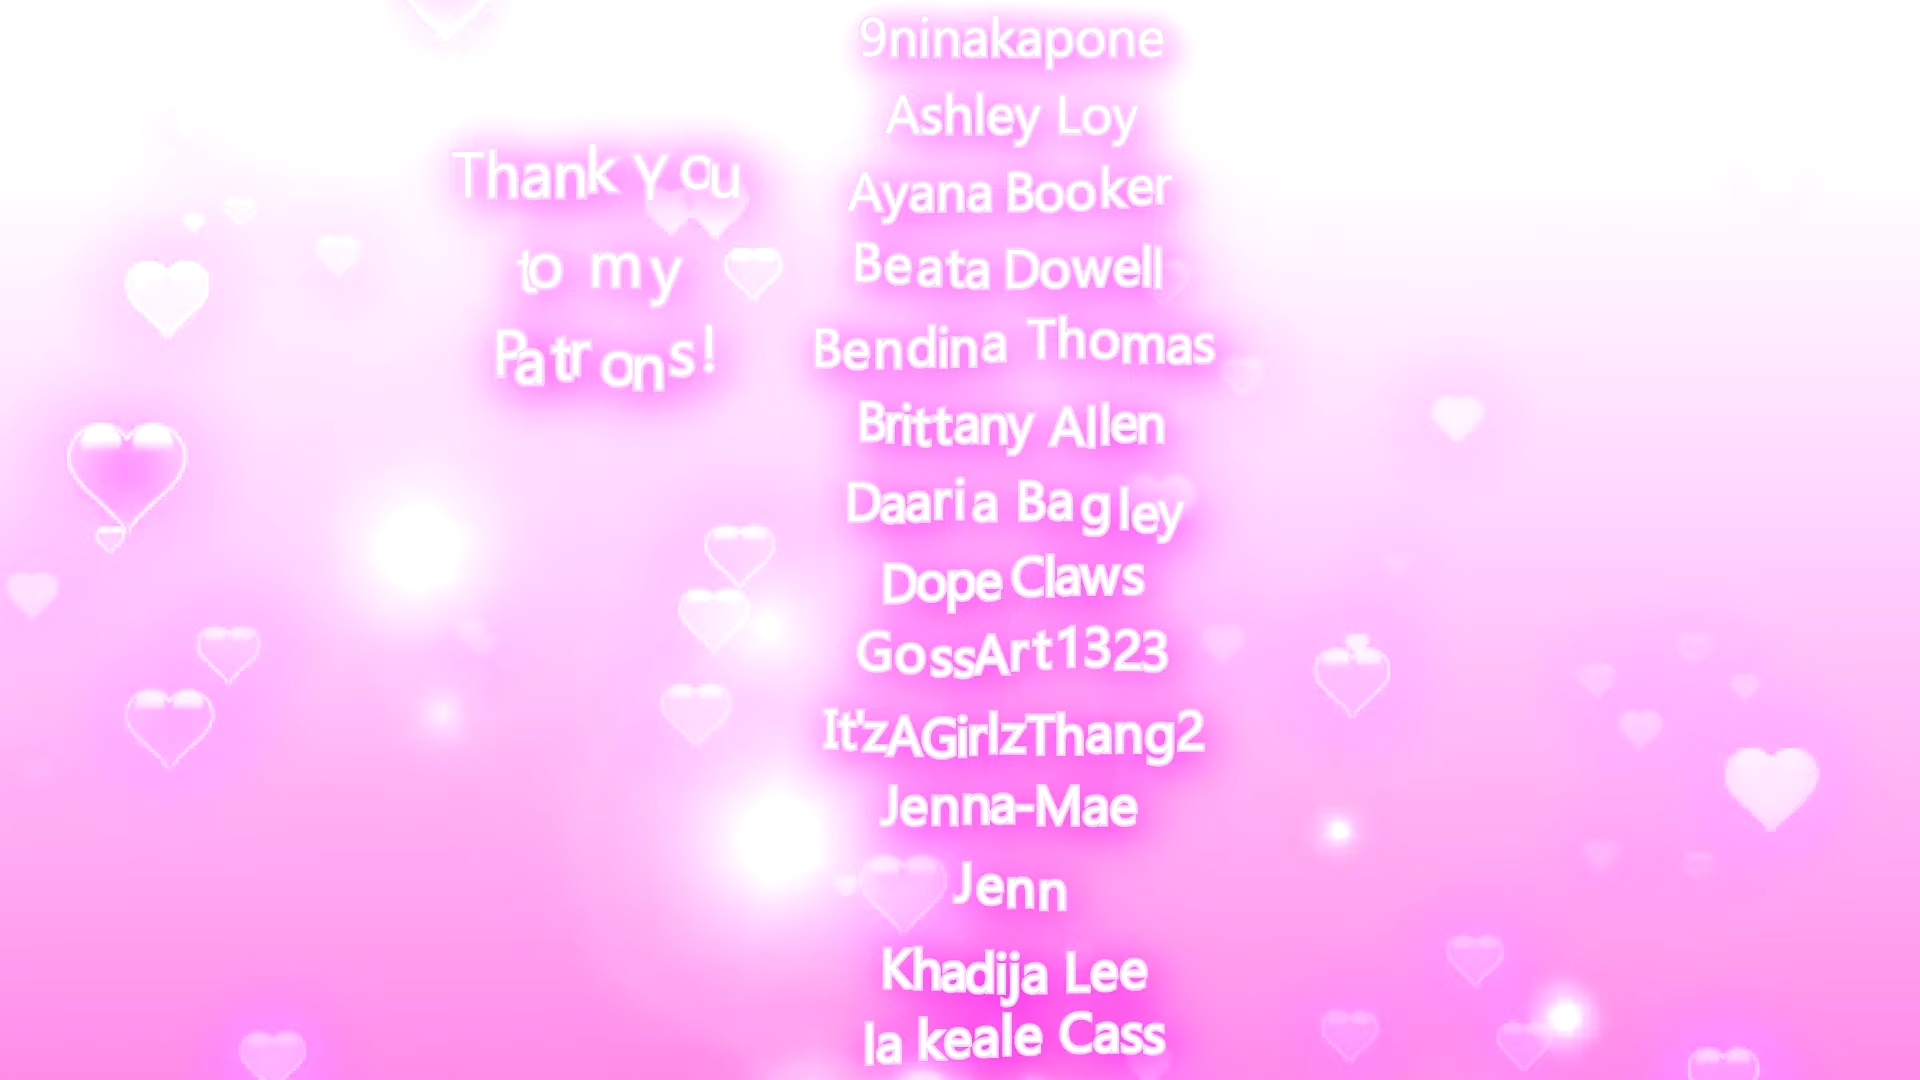 Thank You
to my
Patrons!
9ninakapone
Ashley Loy
Ayana Booker
Beata Dowell
Bendina Thomas
Brittany Allen
Daaria Bagley
Dope Claws
GossArt1323
It'zAGirlzThang2
Jenna-Mae
Jenn
Khadija Lee
la keale Cass